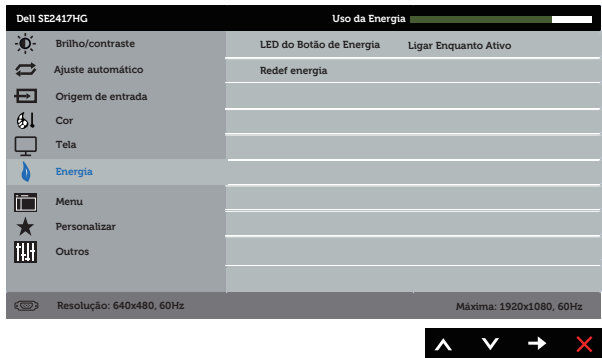 Dell SE2417HG Uso da Energia
Brilho/contraste LED do Botão de Energia Ligar Enquanto Ativo
Ajuste automático Redef energia
Origem de entrada
Cor
Tela
Energia
Menu
Personalizar
Outros
Resolução: 640x480, 60Hz Máxima: 1920x1080, 60Hz